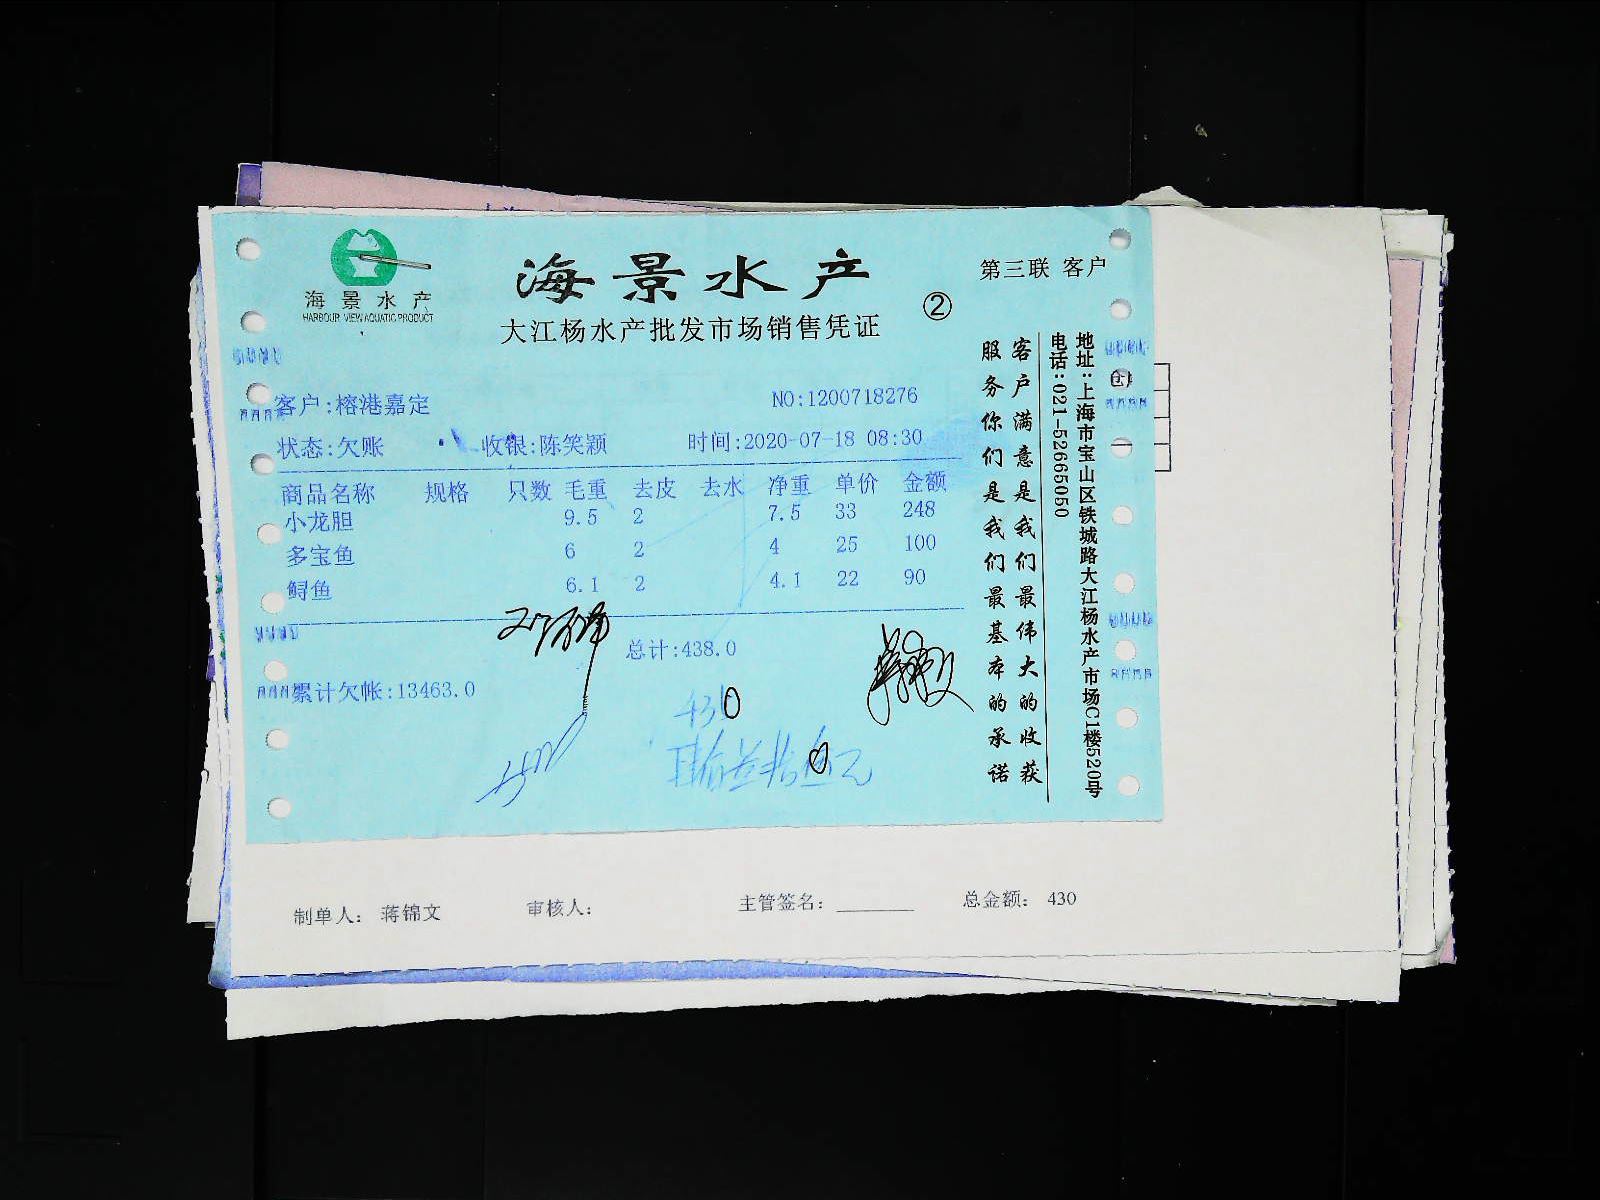 海景水产
HARBOUR VIEW AQUATIC PRODUCT
海景水产
大江杨水产批发市场销售凭证
②
第三联 客户
客户:榕港嘉定
NO:1200718276
状态:欠账 收银:陈笑颖 时间:2020-07-18 08:30
商品名称 规格 只数 毛重 去皮 去水 净重 单价 金额
小龙胆 9.5 2 7.5 33 248
多宝鱼 6 2 4 25 100
鲟鱼 6.1 2 4.1 22 90
总计:438.0
累计欠帐:13463.0
430
客户满意是我们最伟大的收获
服务你们是我们最基本的承诺
地址:上海市宝山区铁城路大江杨水产市场C1楼520号
电话:021-52665050
制单人: 蒋锦文 审核人: 主管签名: 总金额: 430